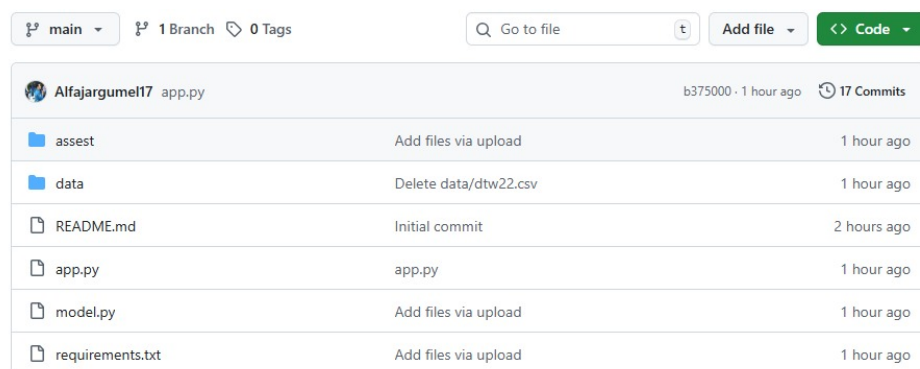 main 1 Branch 0 Tags Go to file t Add file Code
Alfajargumel17 app.py b375000 · 1 hour ago 17 Commits
assest Add files via upload 1 hour ago
data Delete data/dtw22.csv 1 hour ago
README.md Initial commit 2 hours ago
app.py app.py 1 hour ago
model.py Add files via upload 1 hour ago
requirements.txt Add files via upload 1 hour ago